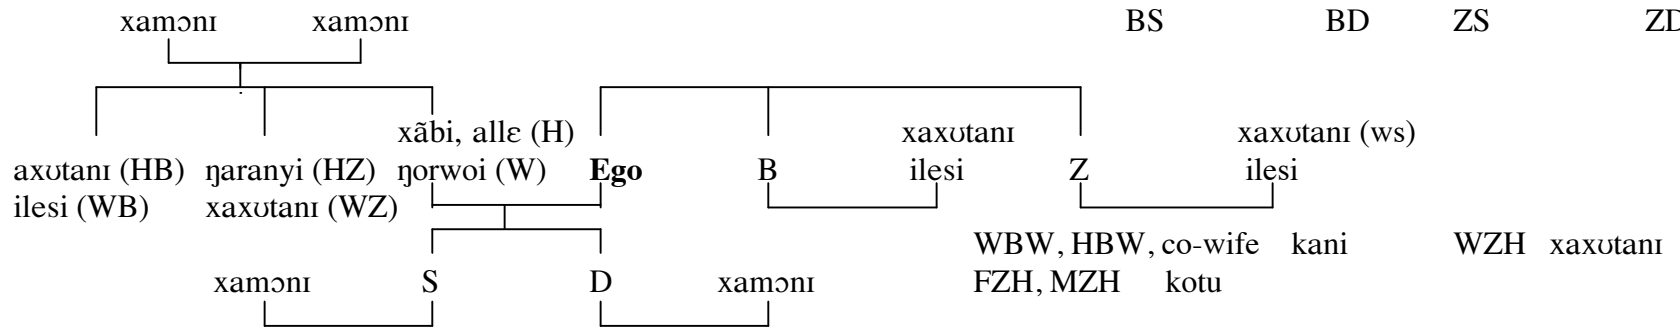 xamɔnɪ xamɔnɪ BS BD ZS ZD
xãbi, allɛ (H) xaxʊtanɪ xaxʊtanɪ (ws)
axʊtanɪ (HB) ŋaranyi (HZ) ŋorwoi (W) Ego B ilesi Z ilesi
ilesi (WB) xaxʊtanɪ (WZ)
WBW, HBW, co-wife kani WZH xaxʊtanɪ
xamɔnɪ S D xamɔnɪ FZH, MZH kotu